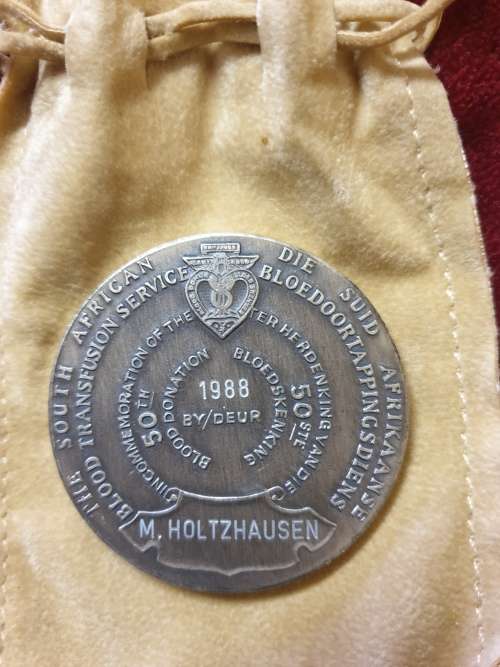 THE SOUTH AFRICAN
BLOOD TRANSFUSION SERVICE
DIE SUID AFRIKAANSE
BLOEDOORTAPPINGSDIENS
IN COMMEMORATION OF THE
50TH
BLOOD DONATION
TER HERDENKING VAN DIE
50STE
BLOEDSKENKING
1988
BY/DEUR
M. HOLTZHAUSEN